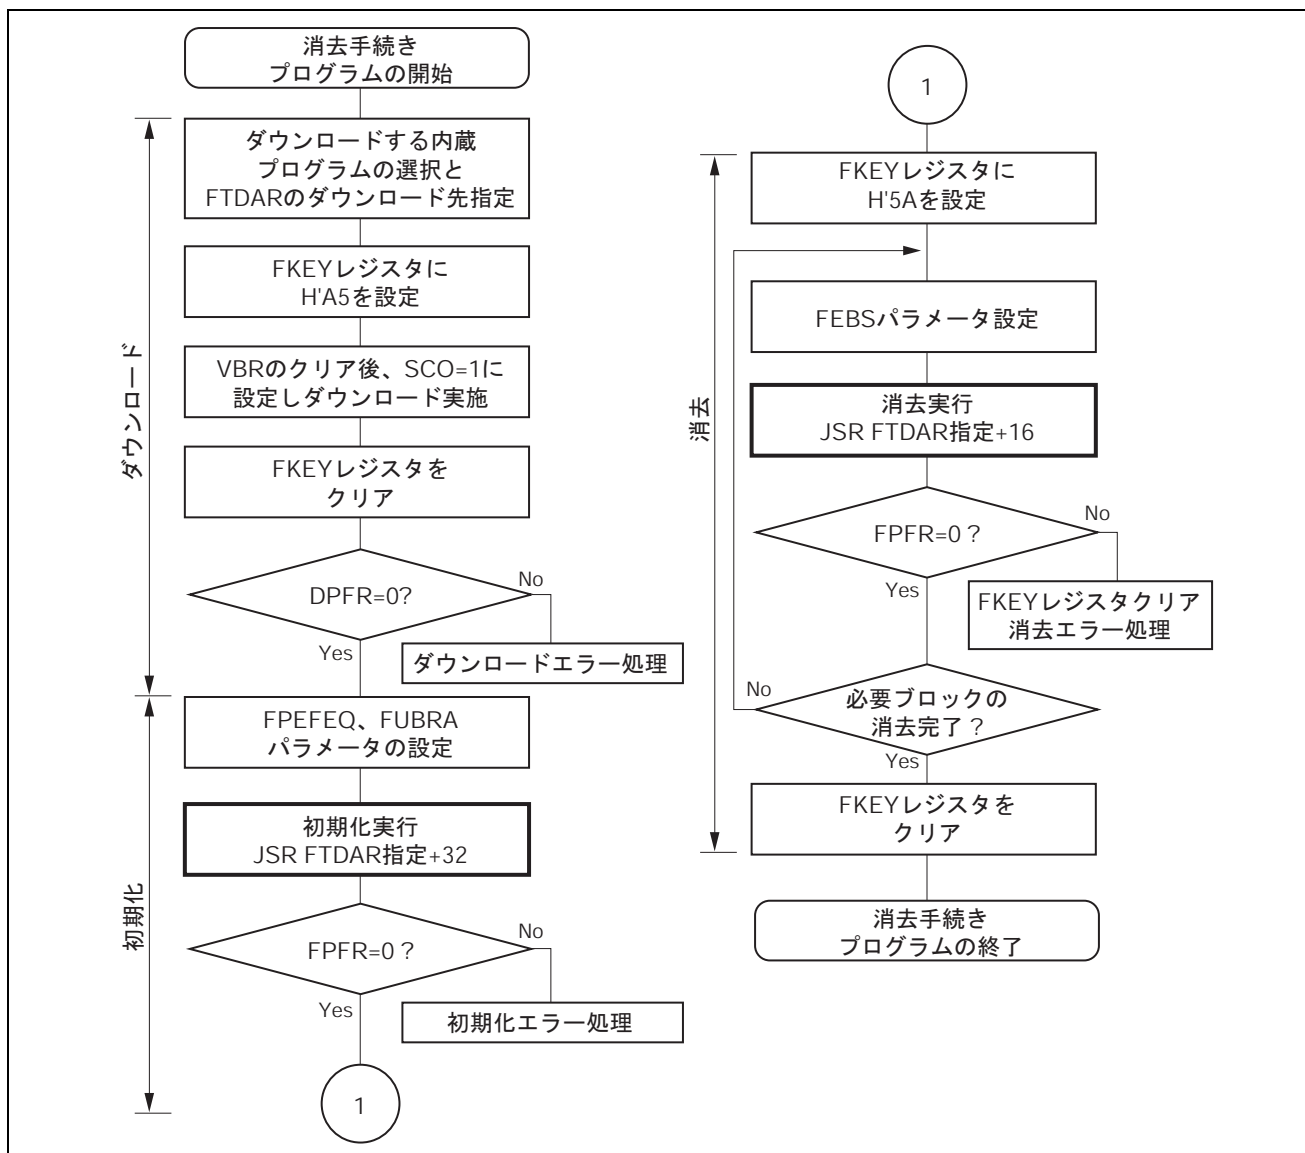 消去手続き
プログラムの開始
ダウンロードする内蔵
プログラムの選択と
FTDARのダウンロード先指定
FKEYレジスタに
H'A5を設定
VBRのクリア後、SCO=1に
設定しダウンロード実施
FKEYレジスタを
クリア
DPFR=0?
No
Yes
ダウンロードエラー処理
ダウンロード
FPEFEQ、FUBRA
パラメータの設定
初期化実行
JSR FTDAR指定+32
FPFR=0？
No
Yes
初期化エラー処理
初期化
1
1
FKEYレジスタに
H'5Aを設定
FEBSパラメータ設定
消去実行
JSR FTDAR指定+16
FPFR=0？
No
Yes
FKEYレジスタクリア
消去エラー処理
必要ブロックの
消去完了？
No
Yes
FKEYレジスタを
クリア
消去
消去手続き
プログラムの終了